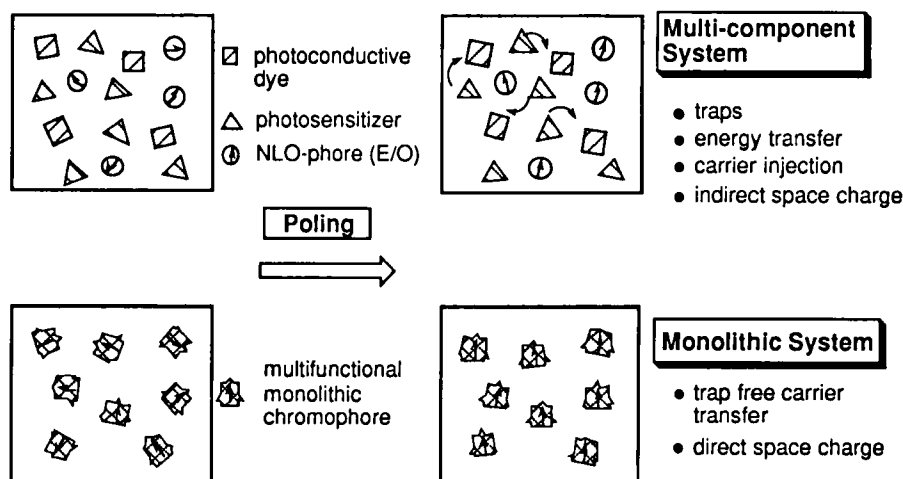 photoconductive
dye
photosensitizer
NLO-phore (E/O)
Multi-component
System
• traps
• energy transfer
• carrier injection
• indirect space charge
Poling
multifunctional
monolithic
chromophore
Monolithic System
• trap free carrier
transfer
• direct space charge